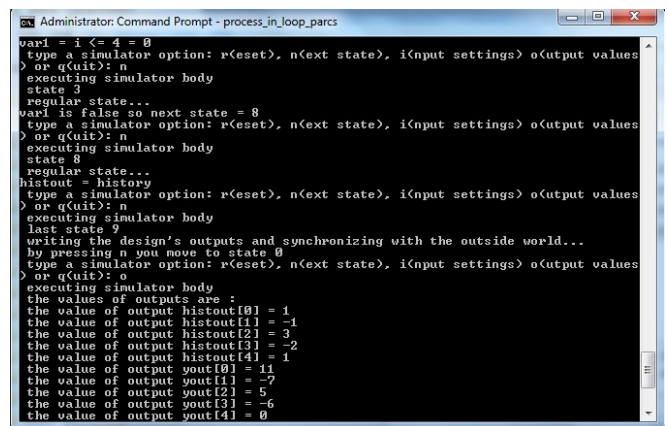 Administrator: Command Prompt - process_in_loop_parcs
var1 = i <= 4 = 0
type a simulator option: r(eset), n(ext state), i(nput settings) o(utput values
) or q(uit): n
executing simulator body
state 3
regular state...
var1 is false so next state = 8
type a simulator option: r(eset), n(ext state), i(nput settings) o(utput values
) or q(uit): n
executing simulator body
state 8
regular state...
histout = history
type a simulator option: r(eset), n(ext state), i(nput settings) o(utput values
) or q(uit): n
executing simulator body
last state 9
writing the design's outputs and synchronizing with the outside world...
by pressing n you move to state 0
type a simulator option: r(eset), n(ext state), i(nput settings) o(utput values
) or q(uit): o
executing simulator body
the values of outputs are :
the value of output histout[0] = 1
the value of output histout[1] = -1
the value of output histout[2] = 3
the value of output histout[3] = -2
the value of output histout[4] = 1
the value of output yout[0] = 11
the value of output yout[1] = -7
the value of output yout[2] = 5
the value of output yout[3] = -6
the value of output yout[4] = 0